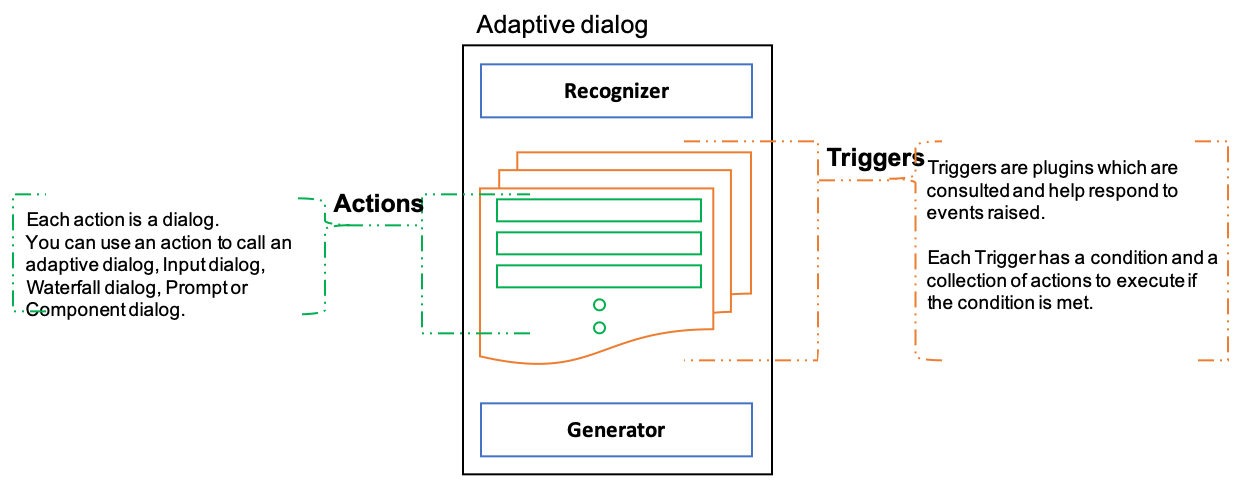 Adaptive dialog
Recognizer
Triggers
Triggers are plugins which are
consulted and help respond to
events raised.
Each Trigger has a condition and a
collection of actions to execute if
the condition is met.
Actions
Each action is a dialog.
You can use an action to call an
adaptive dialog, Input dialog,
Waterfall dialog, Prompt or
Component dialog.
Generator